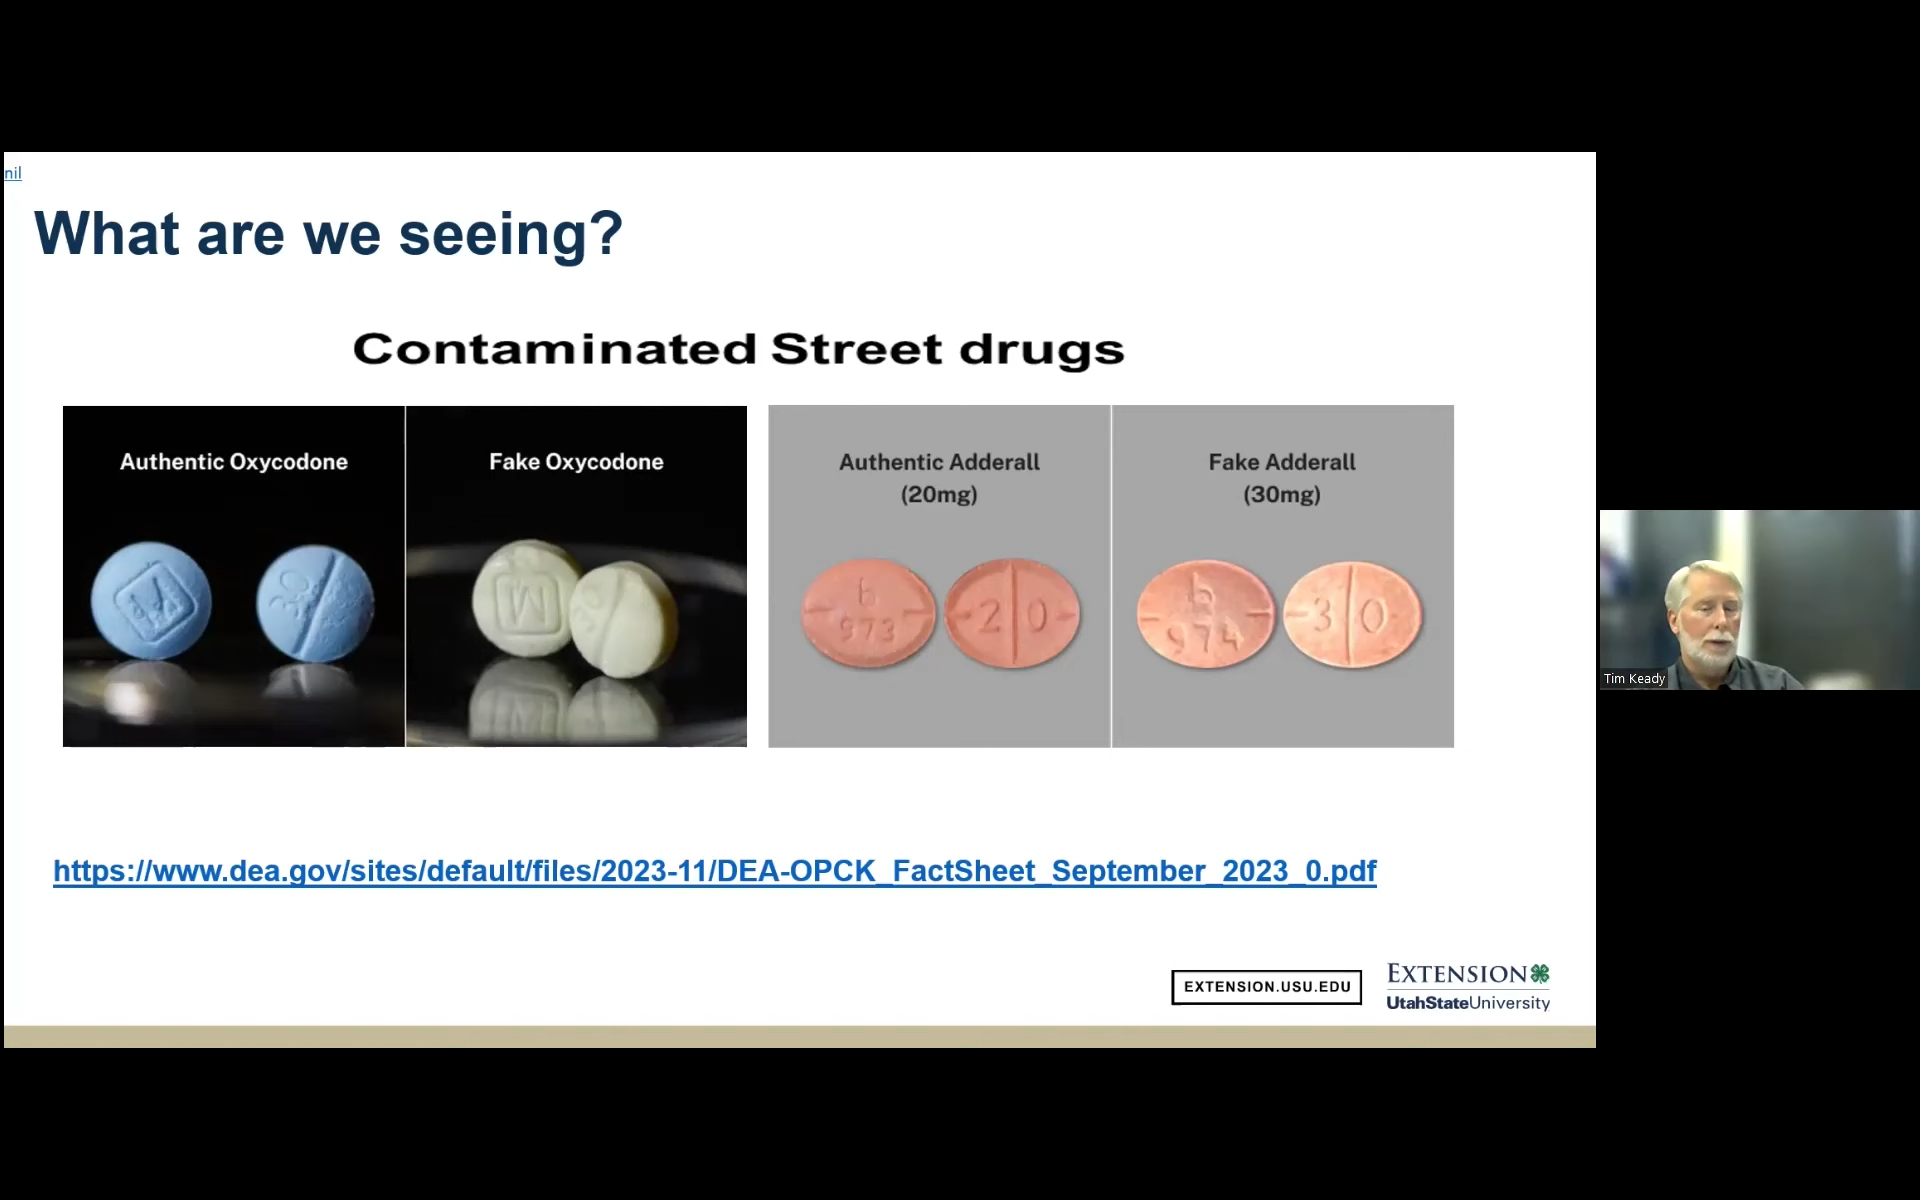 nil
What are we seeing?
Contaminated Street drugs
Authentic Oxycodone
Fake Oxycodone
Authentic Adderall
(20mg)
Fake Adderall
(30mg)
M
30
M
30
b
973
2 0
b
974
3 0
Tim Keady
https://www.dea.gov/sites/default/files/2023-11/DEA-OPCK_FactSheet_September_2023_0.pdf
EXTENSION.USU.EDU
EXTENSION
UtahStateUniversity